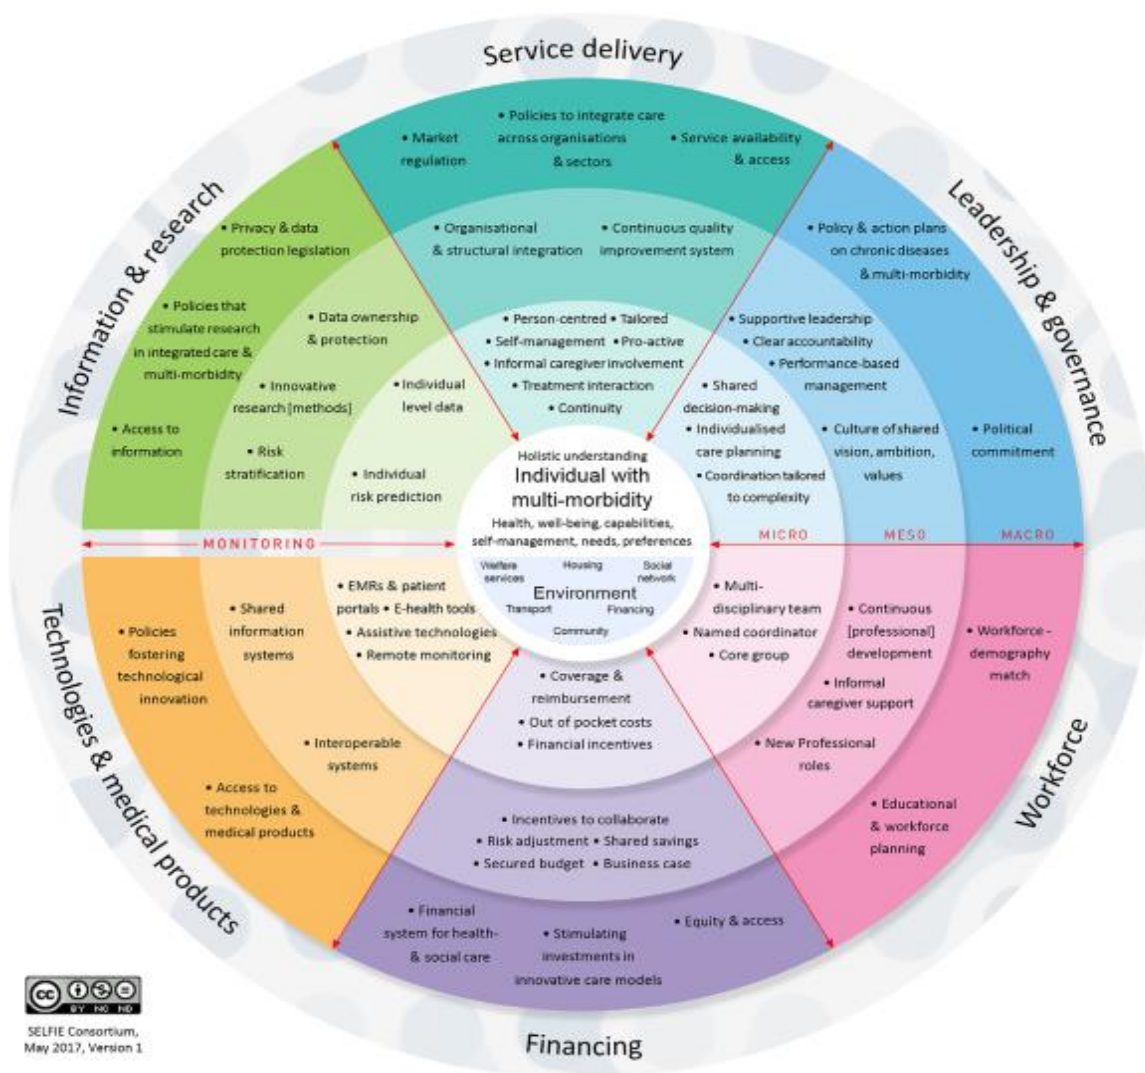 Service delivery
• Policies to integrate care
across organisations
& sectors
• Market
regulation
• Service availability
& access
• Organisational
& structural integration
• Continuous quality
improvement system
• Person-centred • Tailored
• Self-management • Pro-active
• Informal caregiver involvement
• Treatment interaction
• Continuity
Leadership & governance
• Policy & action plans
on chronic diseases
& multi-morbidity
• Political
commitment
• Supportive leadership
• Clear accountability
• Performance-based
management
• Culture of shared
vision, ambition,
values
• Shared
decision-making
• Individualised
care planning
• Coordination tailored
to complexity
Information & research
• Privacy & data
protection legislation
• Policies that
stimulate research
in integrated care &
multi-morbidity
• Access to
information
• Data ownership
& protection
• Innovative
research [methods]
• Risk
stratification
• Individual
level data
• Individual
risk prediction
Holistic understanding
Individual with
multi-morbidity
Health, well-being, capabilities,
self-management, needs, preferences
Welfare
services
Housing
Social
network
Environment
Transport
Financing
Community
MONITORING
MICRO
MESO
MACRO
Technologies & medical products
• EMRs & patient
portals • E-health tools
• Assistive technologies
• Remote monitoring
• Shared
information
systems
• Interoperable
systems
• Policies
fostering
technological
innovation
• Access to
technologies &
medical products
Workforce
• Multi-
disciplinary team
• Named coordinator
• Core group
• Continuous
[professional]
development
• Informal
caregiver support
• New Professional
roles
• Workforce -
demography
match
• Educational
& workforce
planning
• Coverage &
reimbursement
• Out of pocket costs
• Financial incentives
• Incentives to collaborate
• Risk adjustment • Shared savings
• Secured budget • Business case
• Financial
system for health-
& social care
• Stimulating
investments in
innovative care models
• Equity & access
Financing
cc
BY NC ND
SELFIE Consortium,
May 2017, Version 1